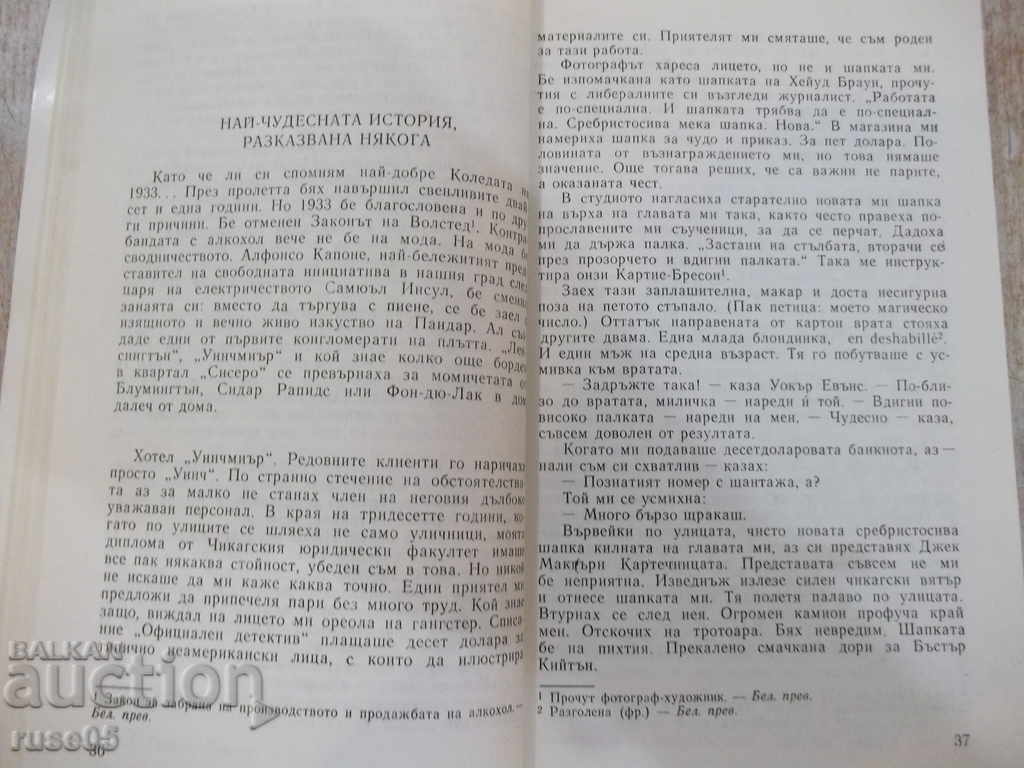 НАЙ-ЧУДЕСНАТА ИСТОРИЯ,
РАЗКАЗВАНА НЯКОГА
Като че ли си спомням най-добре Коледата на
1933... През пролетта бях навършил свенливите двай-
сет и една години. Но 1933 бе благословена и по дру-
ги причини. Бе отменен Законът на Волстед¹. Контра-
бандата с алкохол вече не бе на мода. На мода бе
сводничеството. Алфонсо Капоне, най-бележитият пред-
ставител на свободната инициатива в нашия град след
царя на електричеството Самюъл Инсул, бе сменил
занаята си: вместо да търгува с пиене, се бе заел с
изящното и вечно живо изкуство на Пандар. Ал съз-
даде един от първите конгломерати на плътта. „Лек-
сингтън", „Уинчмиър" и кой знае колко още бордеи
в квартал „Сисеро" се превърнаха за момичетата от
Блумингтън, Сидар Рапидс или Фон-дю-Лак в дом
далеч от дома.
Хотел „Уинчмиър". Редовните клиенти го наричаха
просто „Уинч". По странно стечение на обстоятелства-
та аз за малко не станах член на неговия дълбоко
уважаван персонал. В края на тридесетте години, ко-
гато по улиците се шляеха не само уличници, моята
диплома от Чикагския юридически факултет имаше
все пак някаква стойност, убеден съм в това. Но никой
не искаше да ми каже каква точно. Един приятел ми
предложи да припечеля пари без много труд. Кой знае
защо, виждал на лицето ми ореола на гангстер. Списа-
ние „Официален детектив" плащаше десет долара за
типично неамерикански лица, с които да илюстрира
¹ Закон за забрана на производството и продажбата на алкохол. —
Бел. прев.
36
материалите си. Приятелят ми смяташе, че съм роден
за тази работа.
Фотографът хареса лицето, но не и шапката ми.
Бе изпомачкана като шапката на Хейуд Браун, прочу-
тия с либералните си възгледи журналист. „Работата
е по-специална. И шапката трябва да е по-специал-
на. Сребристосива мека шапка. Нова." В магазина ми
намериха шапка за чудо и приказ. За пет долара. По-
ловината от възнаграждението ми, но това нямаше
значение. Още тогава реших, че са важни не парите,
а оказаната чест.
В студиото нагласиха старателно новата ми шапка
на върха на главата ми така, както често правеха по-
прославените ми съученици, за да се перчат. Дадоха
ми да държа палка. „Застани на стълбата, вторачи се
през прозорчето и вдигни палката." Така ме инструк-
тира онзи Картие-Бресон¹.
Заех тази заплашителна, макар и доста несигурна
поза на петото стъпало. (Пак петица: моето магическо
число.) Оттатък направената от картон врата стояха
другите двама. Една млада блондинка, en deshabillé².
И един мъж на средна възраст. Тя го побутваше с ус-
мивка към вратата.
— Задръжте така! — каза Уокър Евънс. — По-бли-
зо до вратата, миличка — нареди ѝ той. — Вдигни по-
високо палката — нареди на мен. — Чудесно — каза,
съвсем доволен от резултата.
Когато ми подаваше десетдоларовата банкнота, аз —
нали съм си схватлив — казах:
— Познатият номер с шантажа, а?
Той ми се усмихна:
— Много бързо щракаш.
Вървейки по улицата, чисто новата сребристосива
шапка килната на главата ми, аз си представях Джек
Макгърн Картечницата. Представата съвсем не ми
бе неприятна. Изведнъж излезе силен чикагски вятър
и отнесе шапката ми. Тя полетя палаво по улицата.
Втурнах се след нея. Огромен камион профуча край
мен. Отскочих на тротоара. Бях невредим. Шапката
бе на пихтия. Прекалено смачкана дори за Бъстър
Кийтън.
¹ Прочут фотограф-художник. — Бел. прев.
² Разголена (фр.) — Бел. прев.
37
BALKAN
auction
ruse05